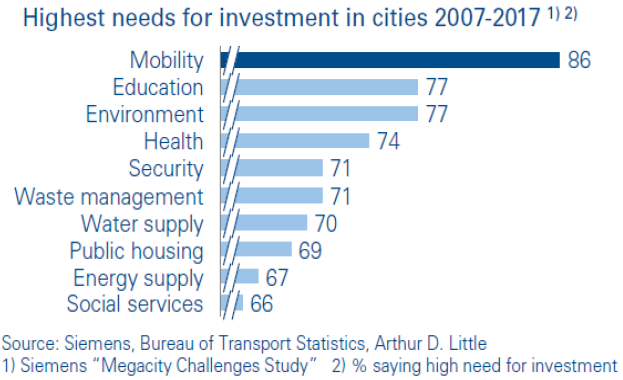 Highest needs for investment in cities 2007-2017 1) 2)
Mobility 86
Education 77
Environment 77
Health 74
Security 71
Waste management 71
Water supply 70
Public housing 69
Energy supply 67
Social services 66
Source: Siemens, Bureau of Transport Statistics, Arthur D. Little
1) Siemens “Megacity Challenges Study” 2) % saying high need for investment